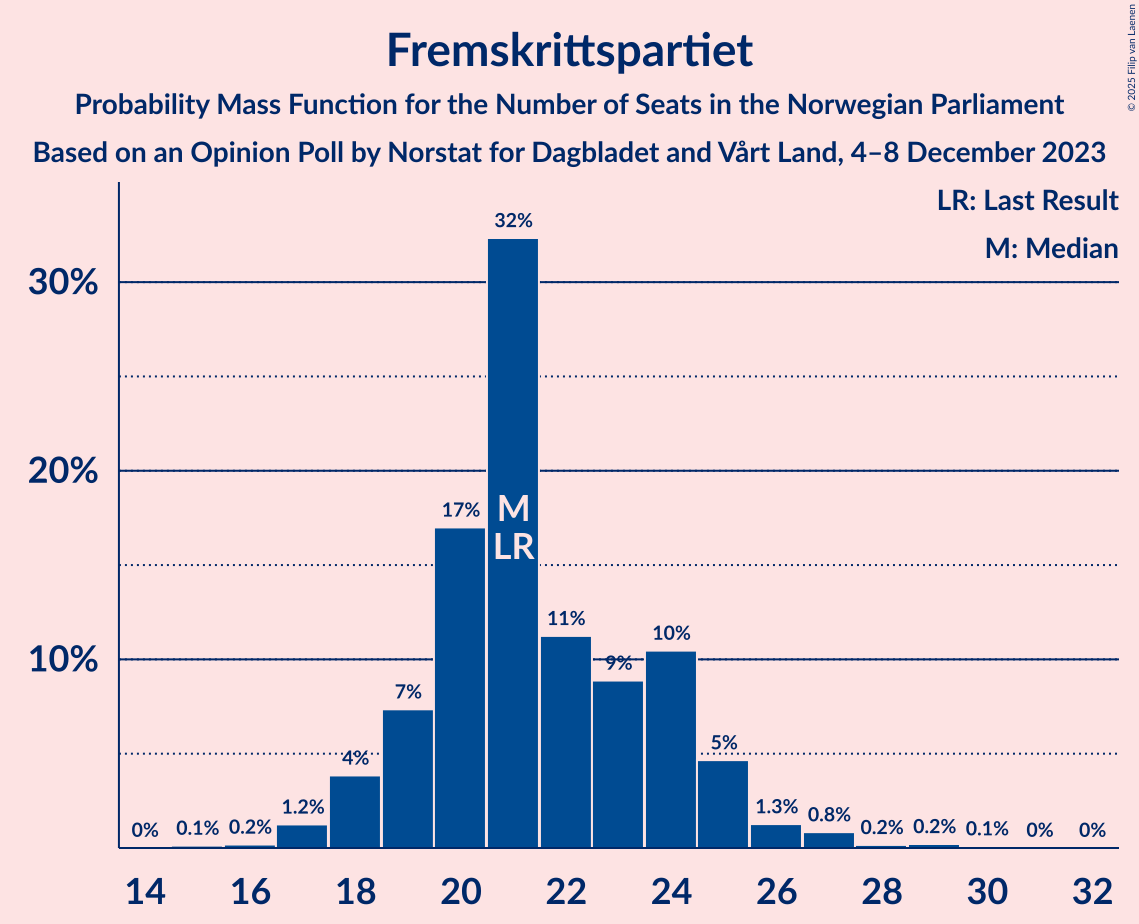 Fremskrittspartiet
Probability Mass Function for the Number of Seats in the Norwegian Parliament
Based on an Opinion Poll by Norstat for Dagbladet and Vårt Land, 4–8 December 2023
© 2025 Filip van Laenen
LR: Last Result
M: Median
30%
20%
10%
0%
0.1%
0.2%
1.2%
4%
7%
17%
32%
M
LR
11%
9%
10%
5%
1.3%
0.8%
0.2%
0.2%
0.1%
0%
0%
14 16 18 20 22 24 26 28 30 32